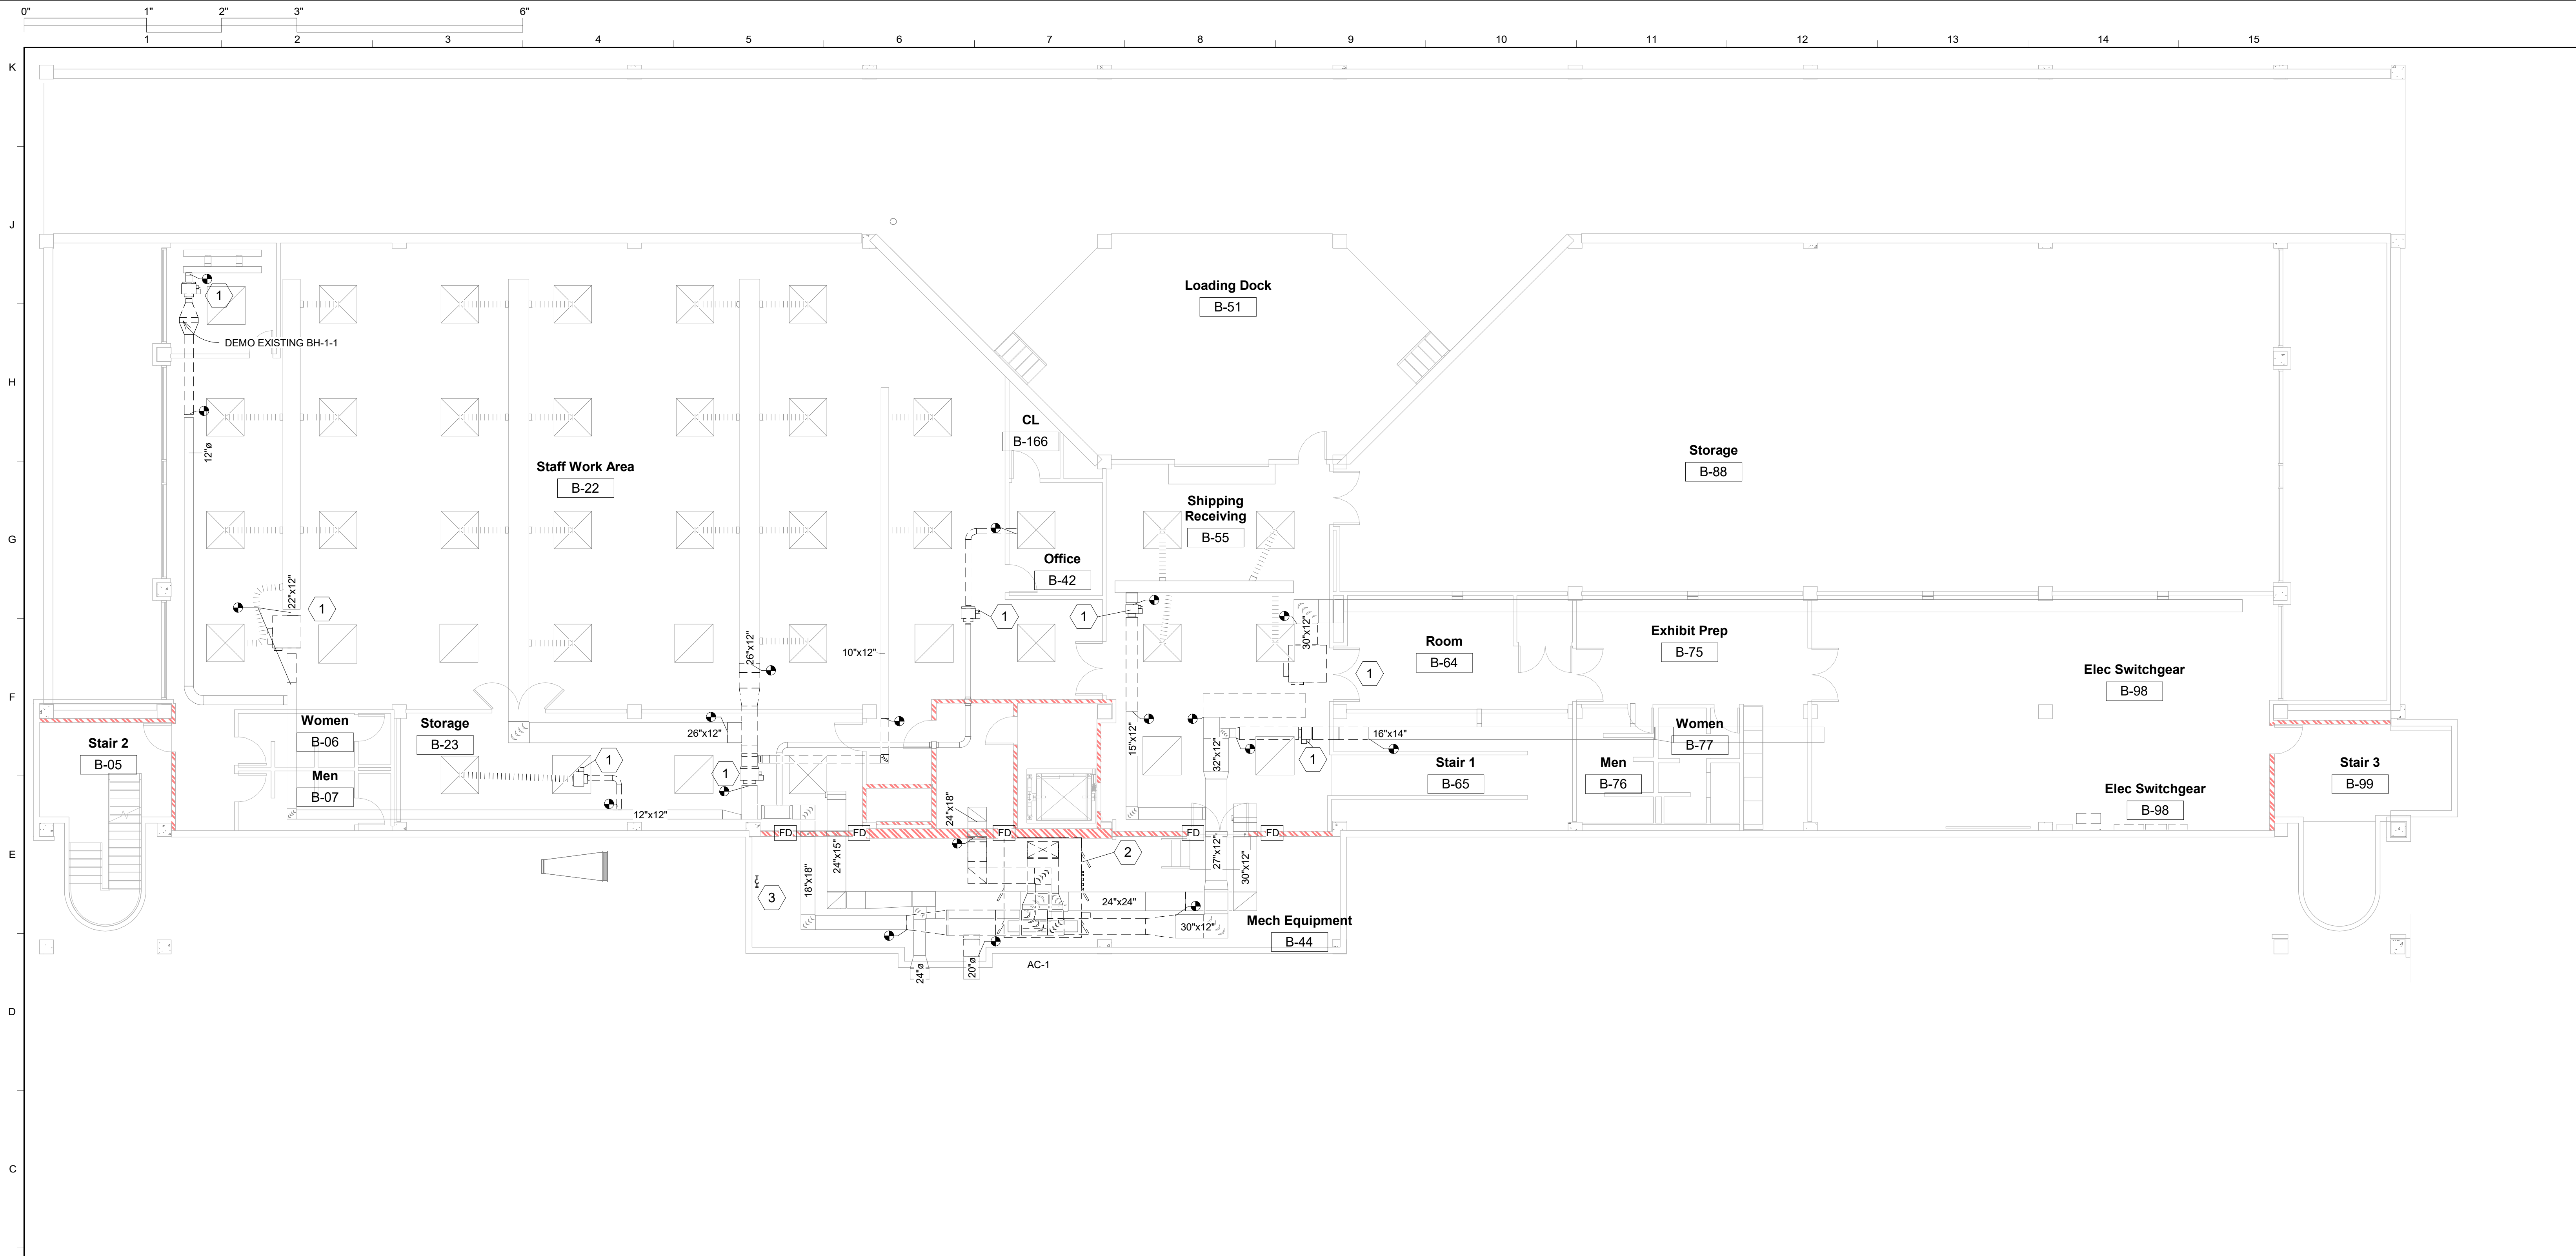 0" 1" 2" 3" 6"
1 2 3 4 5 6 7 8 9 10 11 12 13 14 15
K
J
H
G
F
E
D
C
Loading Dock
B-51
1
DEMO EXISTING BH-1-1
12"ø
CL
B-166
Staff Work Area
B-22
Storage
B-88
Shipping
Receiving
B-55
Office
B-42
22"x12"
1
1
1
30"x12"
26"x12"
10"x12"
Room
B-64
Exhibit Prep
B-75
1
Elec Switchgear
B-98
Women
B-06
Storage
B-23
26"x12"
15"x12"
32"x12"
16"x14"
1
Women
B-77
Stair 2
B-05
Men
B-07
1
1
Stair 1
B-65
Men
B-76
Elec Switchgear
B-98
Stair 3
B-99
12"x12"
24"x18"
FD
FD
FD
FD
FD
2
24"x15"
18"x18"
27"x12"
30"x12"
3
24"x24"
30"x12"
Mech Equipment
B-44
24"ø
20"ø
AC-1